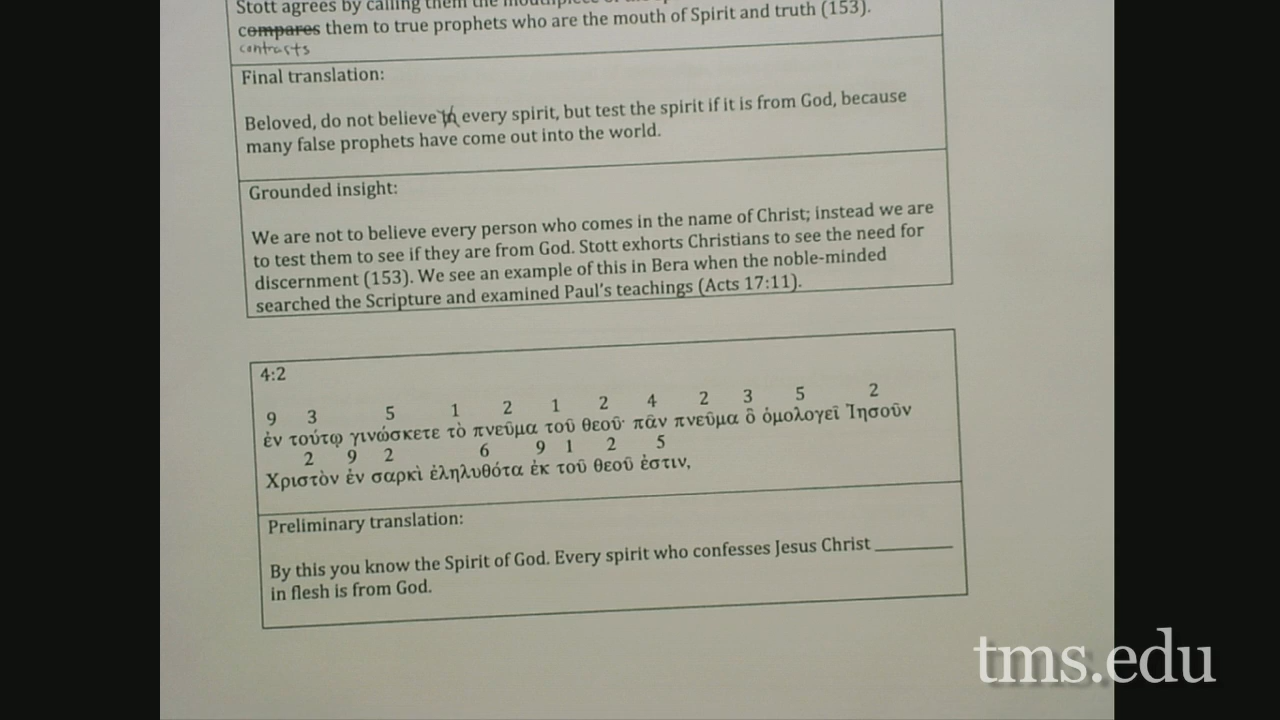 Stott agrees by calling them the mouthpiece
compares them to true prophets who are the mouth of Spirit and truth (153).
contrasts
Final translation:
Beloved, do not believe in every spirit, but test the spirit if it is from God, because
many false prophets have come out into the world.
Grounded insight:
We are not to believe every person who comes in the name of Christ; instead we are
to test them to see if they are from God. Stott exhorts Christians to see the need for
discernment (153). We see an example of this in Bera when the noble-minded
searched the Scripture and examined Paul's teachings (Acts 17:11).
4:2
9 3 5 1 2 1 2 4 2 3 5 2
ἐν τούτῳ γινώσκετε τὸ πνεῦμα τοῦ θεοῦ· πᾶν πνεῦμα ὃ ὁμολογεῖ Ἰησοῦν
2 9 2 6 9 1 2 5
Χριστὸν ἐν σαρκὶ ἐληλυθότα ἐκ τοῦ θεοῦ ἐστιν,
Preliminary translation:
By this you know the Spirit of God. Every spirit who confesses Jesus Christ ________
in flesh is from God.
tms.edu